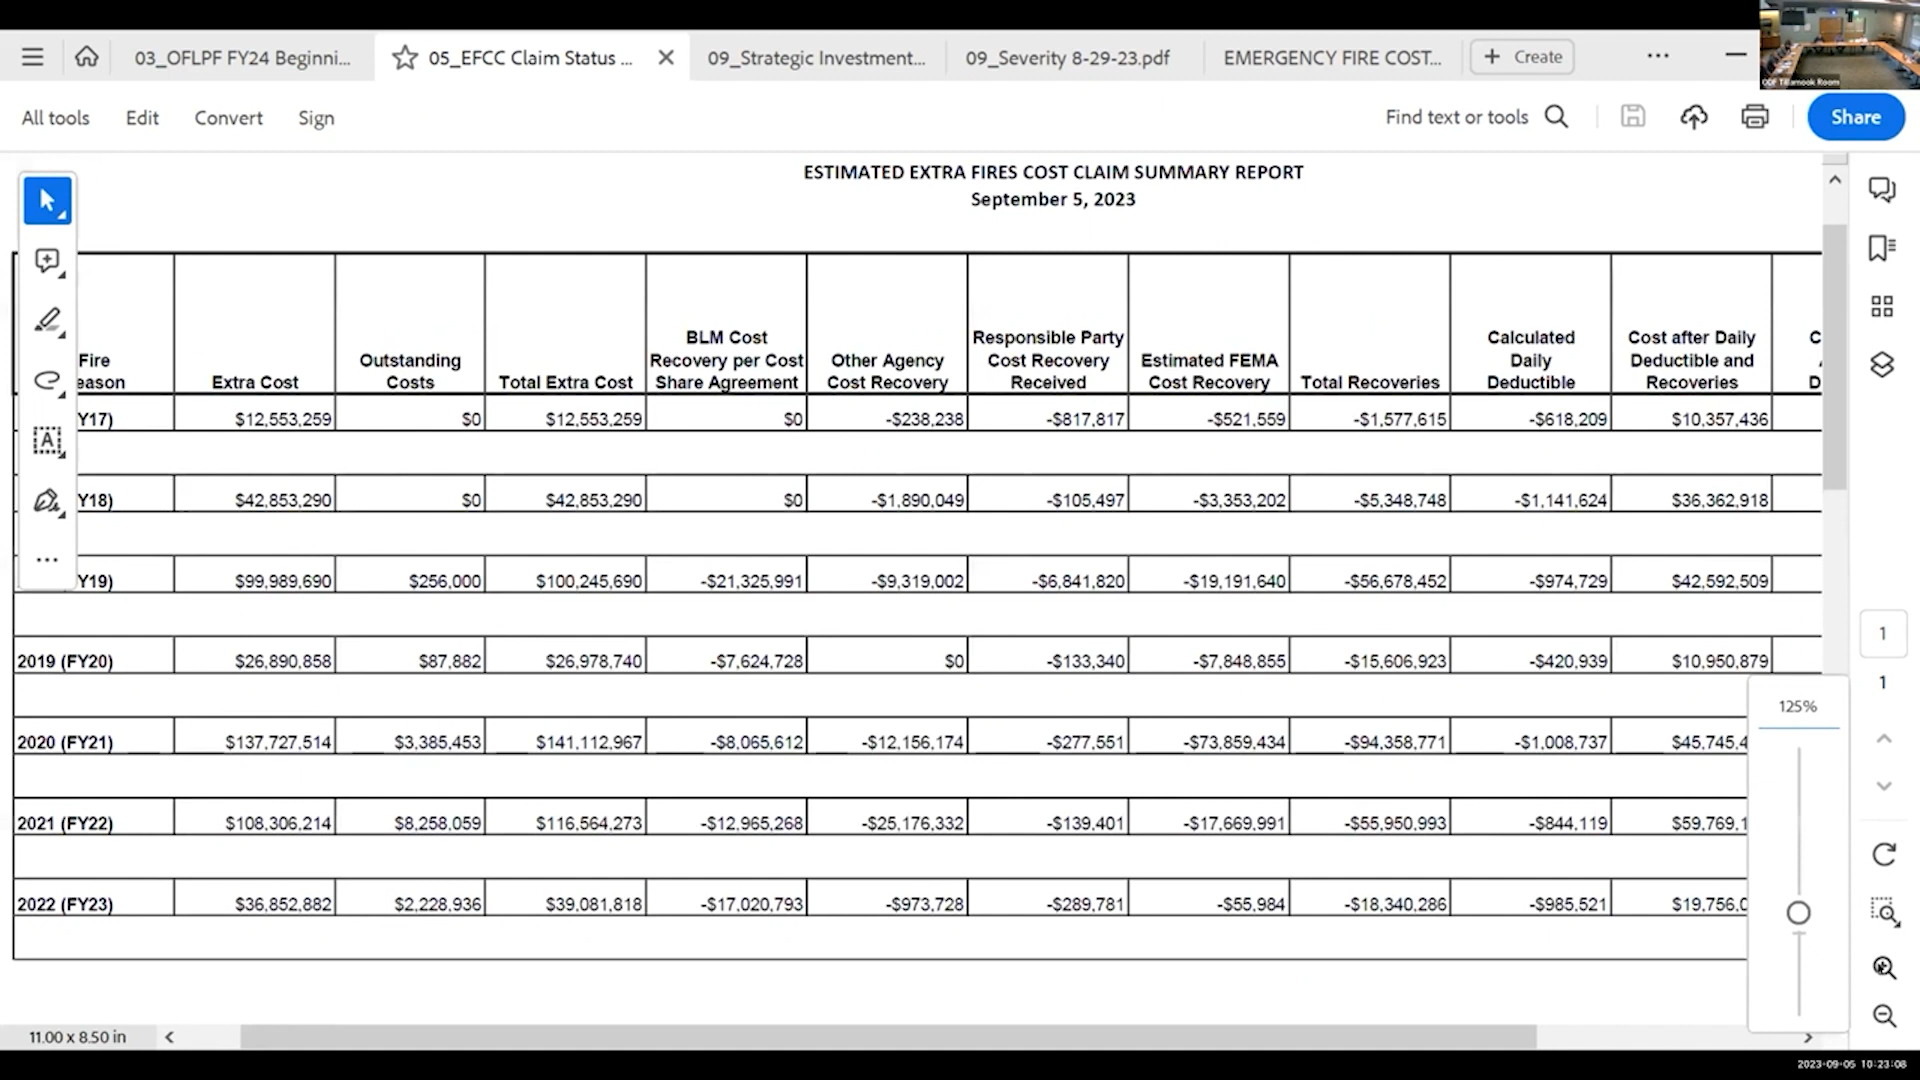 03_OFLPF FY24 Beginni...
05_EFCC Claim Status ...
09_Strategic Investment...
09_Severity 8-29-23.pdf
EMERGENCY FIRE COST...
+ Create
ODF Tillamook Room
All tools
Edit
Convert
Sign
Find text or tools
Share
ESTIMATED EXTRA FIRES COST CLAIM SUMMARY REPORT
September 5, 2023
Fire
eason
Extra Cost
Outstanding
Costs
Total Extra Cost
BLM Cost
Recovery per Cost
Share Agreement
Other Agency
Cost Recovery
Responsible Party
Cost Recovery
Received
Estimated FEMA
Cost Recovery
Total Recoveries
Calculated
Daily
Deductible
Cost after Daily
Deductible and
Recoveries
C
D
Y17) $12,553,259 $0 $12,553,259 $0 -$238,238 -$817,817 -$521,559 -$1,577,615 -$618,209 $10,357,436
Y18) $42,853,290 $0 $42,853,290 $0 -$1,890,049 -$105,497 -$3,353,202 -$5,348,748 -$1,141,624 $36,362,918
Y19) $99,989,690 $256,000 $100,245,690 -$21,325,991 -$9,319,002 -$6,841,820 -$19,191,640 -$56,678,452 -$974,729 $42,592,509
2019 (FY20) $26,890,858 $87,882 $26,978,740 -$7,624,728 $0 -$133,340 -$7,848,855 -$15,606,923 -$420,939 $10,950,879
2020 (FY21) $137,727,514 $3,385,453 $141,112,967 -$8,065,612 -$12,156,174 -$277,551 -$73,859,434 -$94,358,771 -$1,008,737 $45,745,4
2021 (FY22) $108,306,214 $8,258,059 $116,564,273 -$12,965,268 -$25,176,332 -$139,401 -$17,669,991 -$55,950,993 -$844,119 $59,769,1
2022 (FY23) $36,852,882 $2,228,936 $39,081,818 -$17,020,793 -$973,728 -$289,781 -$55,984 -$18,340,286 -$985,521 $19,756,0
1
1
125%
11.00 x 8.50 in
2023-09-05 10:23:08